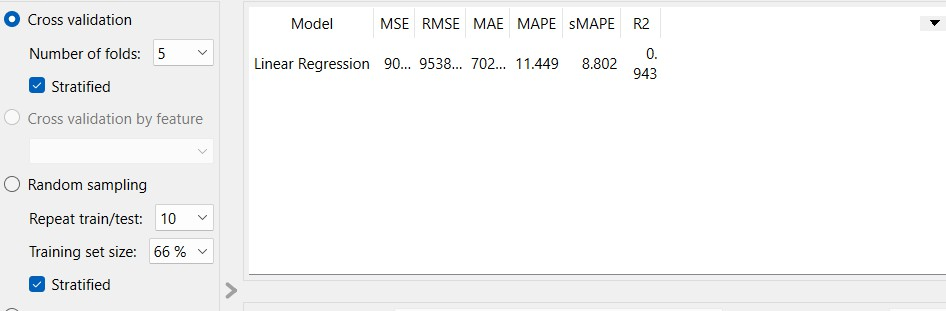 Cross validation
Number of folds: 5
Stratified
Cross validation by feature
Random sampling
Repeat train/test: 10
Training set size: 66 %
Stratified
Model MSE RMSE MAE MAPE sMAPE R2
Linear Regression 90... 9538... 702... 11.449 8.802 0.
943